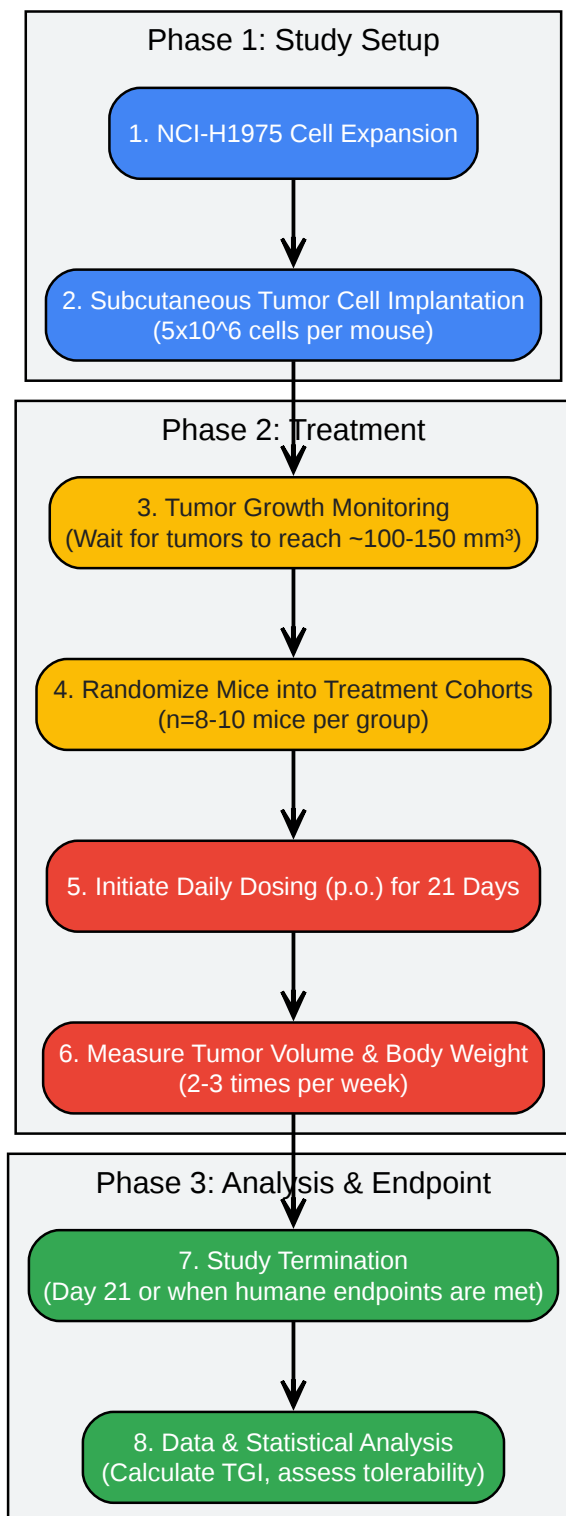 Phase 1: Study Setup
1. NCI-H1975 Cell Expansion
2. Subcutaneous Tumor Cell Implantation
(5x10^6 cells per mouse)
Phase 2: Treatment
3. Tumor Growth Monitoring
(Wait for tumors to reach ~100-150 mm³)
4. Randomize Mice into Treatment Cohorts
(n=8-10 mice per group)
5. Initiate Daily Dosing (p.o.) for 21 Days
6. Measure Tumor Volume & Body Weight
(2-3 times per week)
Phase 3: Analysis & Endpoint
7. Study Termination
(Day 21 or when humane endpoints are met)
8. Data & Statistical Analysis
(Calculate TGI, assess tolerability)